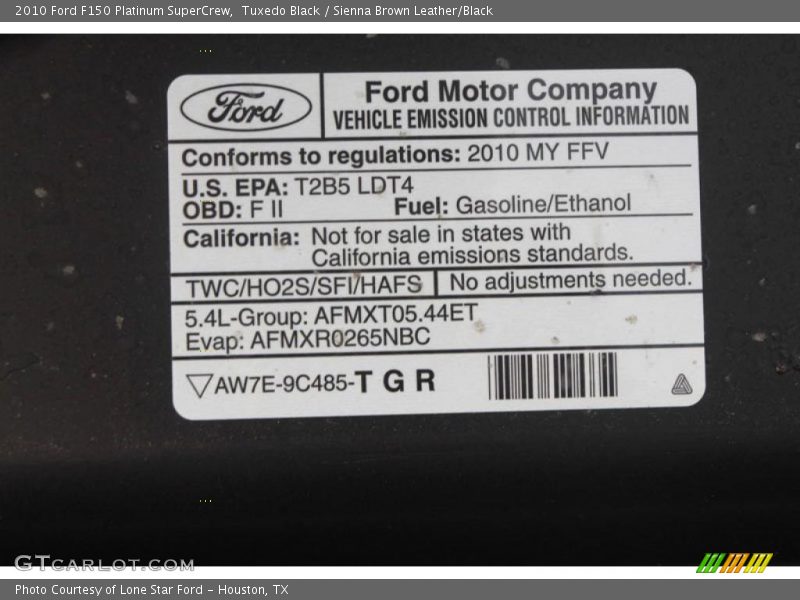 2010 Ford F150 Platinum SuperCrew,  Tuxedo Black / Sienna Brown Leather/Black
Ford
Ford Motor Company
VEHICLE EMISSION CONTROL INFORMATION
Conforms to regulations: 2010 MY FFV
U.S. EPA: T2B5 LDT4
OBD: F II Fuel: Gasoline/Ethanol
California: Not for sale in states with
California emissions standards.
TWC/HO2S/SFI/HAFS No adjustments needed.
5.4L-Group: AFMXT05.44ET
Evap: AFMXR0265NBC
AW7E-9C485-T G R
GTCARLOT.COM
Photo Courtesy of Lone Star Ford - Houston, TX